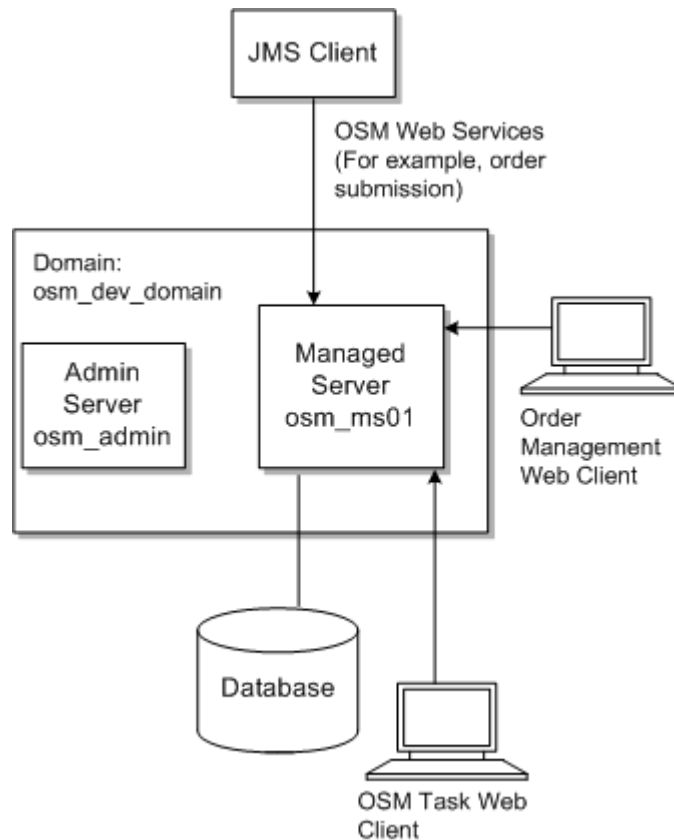 JMS Client
OSM Web Services
(For example, order
submission)
Domain:
osm_dev_domain
Admin
Server
osm_admin
Managed
Server
osm_ms01
Order
Management
Web Client
Database
OSM Task Web
Client